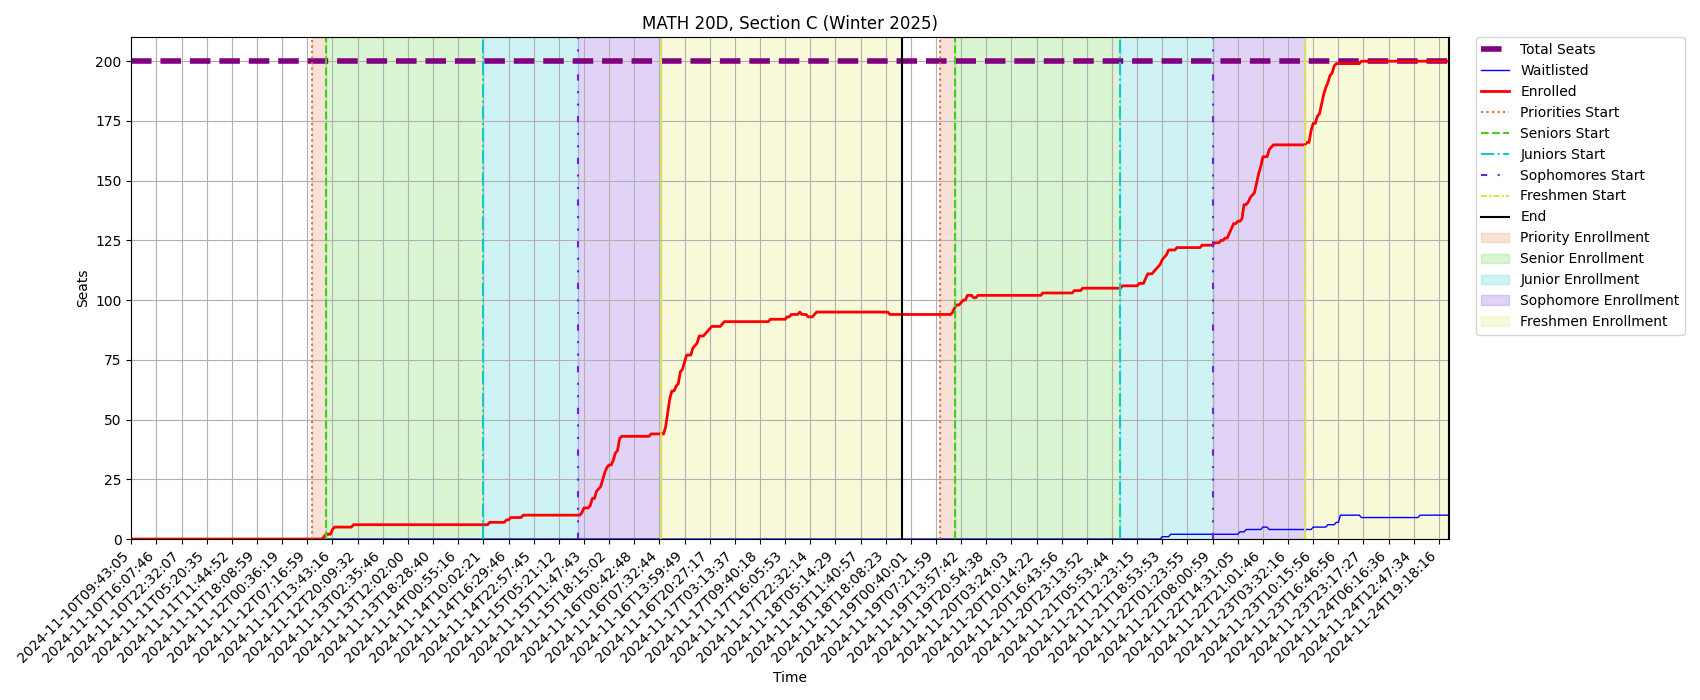 MATH 20D, Section C (Winter 2025)
Seats
200
175
150
125
100
75
50
25
0
2024-11-10T09:43:05
2024-11-10T16:07:46
2024-11-10T22:32:07
2024-11-11T05:20:35
2024-11-11T11:44:52
2024-11-11T18:08:59
2024-11-12T00:36:19
2024-11-12T07:16:59
2024-11-12T13:43:16
2024-11-12T20:09:32
2024-11-13T02:35:46
2024-11-13T12:02:00
2024-11-13T18:28:40
2024-11-14T00:55:16
2024-11-14T10:02:21
2024-11-14T16:29:46
2024-11-14T22:57:45
2024-11-15T05:21:12
2024-11-15T11:47:43
2024-11-15T18:15:02
2024-11-16T00:42:48
2024-11-16T07:32:44
2024-11-16T13:59:49
2024-11-16T20:27:17
2024-11-17T03:13:37
2024-11-17T09:40:18
2024-11-17T16:05:53
2024-11-17T22:32:14
2024-11-18T05:14:29
2024-11-18T11:40:57
2024-11-18T18:08:23
2024-11-19T00:40:01
2024-11-19T07:21:59
2024-11-19T13:57:42
2024-11-19T20:54:38
2024-11-20T03:24:03
2024-11-20T10:14:22
2024-11-20T16:43:56
2024-11-20T23:13:52
2024-11-21T05:53:44
2024-11-21T12:23:15
2024-11-21T18:53:53
2024-11-22T01:23:55
2024-11-22T08:00:59
2024-11-22T14:31:05
2024-11-22T21:01:46
2024-11-23T03:32:16
2024-11-23T10:15:56
2024-11-23T16:46:56
2024-11-23T23:17:27
2024-11-24T06:16:36
2024-11-24T12:47:34
2024-11-24T19:18:16
Time
Total Seats
Waitlisted
Enrolled
Priorities Start
Seniors Start
Juniors Start
Sophomores Start
Freshmen Start
End
Priority Enrollment
Senior Enrollment
Junior Enrollment
Sophomore Enrollment
Freshmen Enrollment